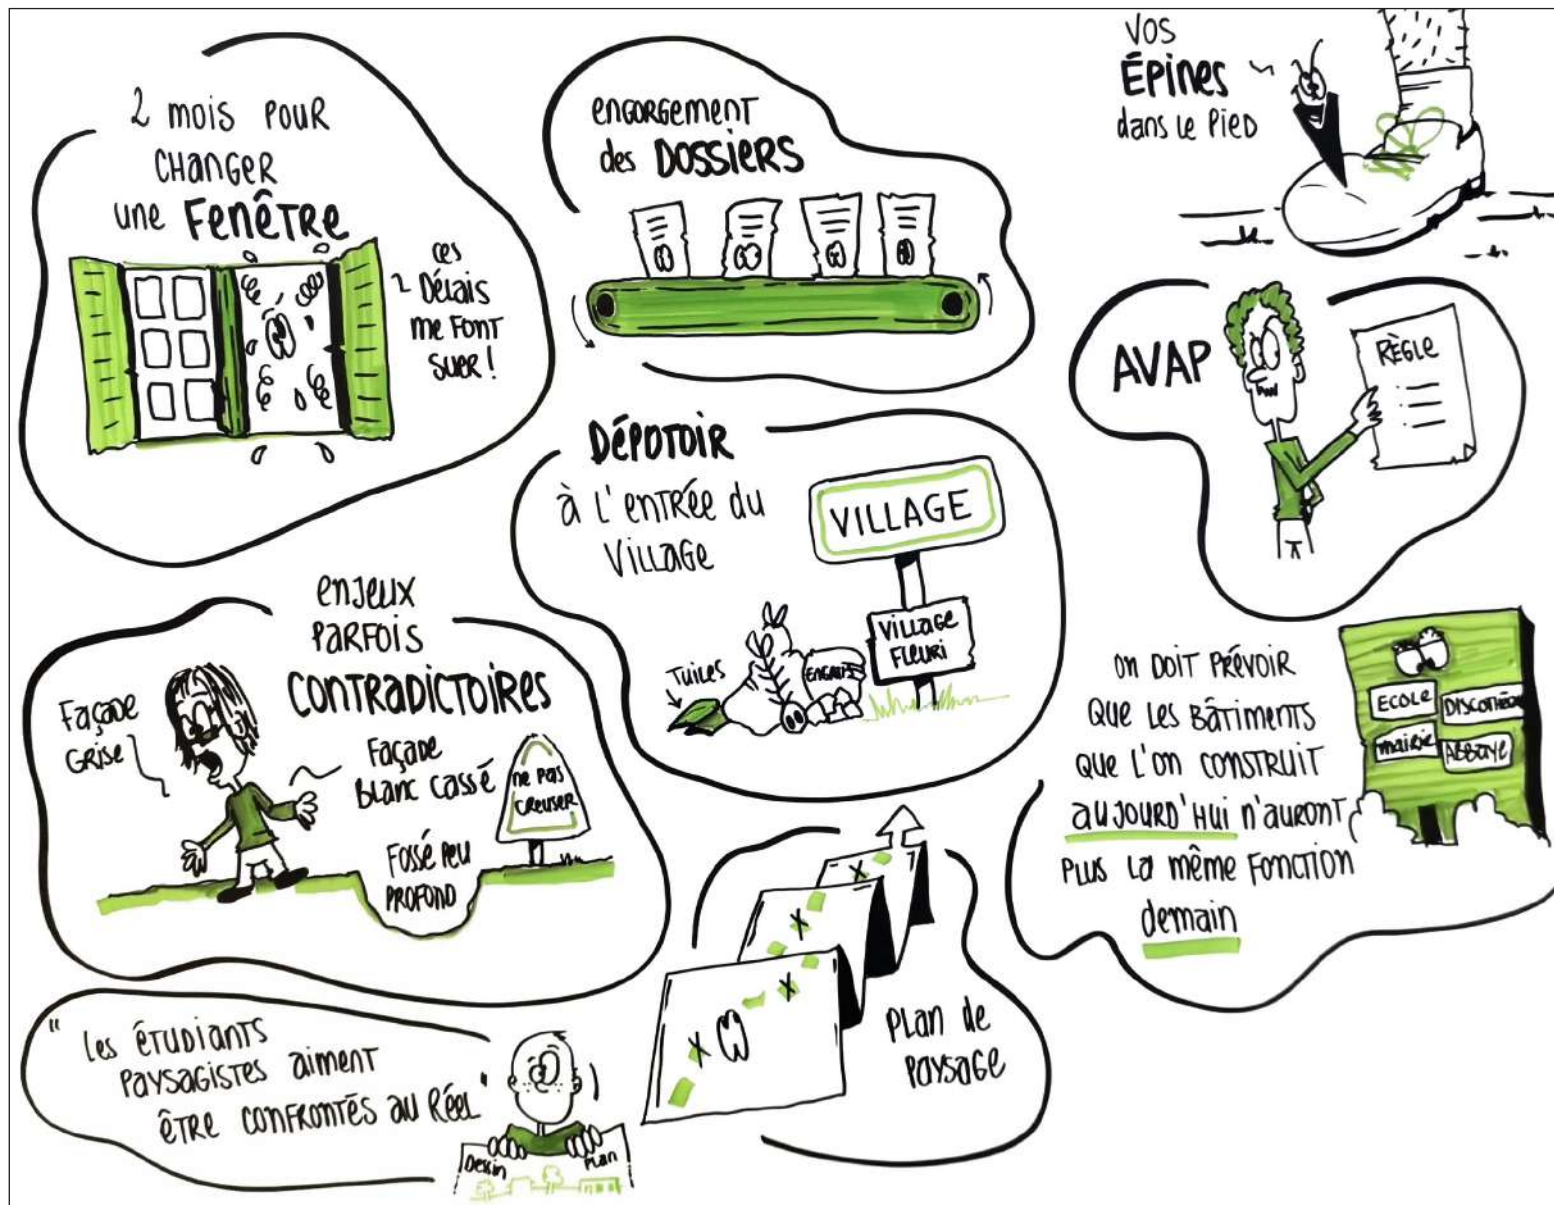 2 mois pour
changer
une Fenêtre
ces
Délais
me font
suer !
engorgement
des Dossiers
Vos
Épines
dans le pied
AVAP
Règle
Dépotoir
à l'entrée du
village
VILLAGE
Village
Fleuri
Tuiles
Engrais
enjeux
parfois
contradictoires
Façade
Grise
Façade
Blanc cassé
ne pas
creuser
Fossé peu
profond
on doit prévoir
que les bâtiments
que l'on construit
aujourd'hui n'auront
plus la même fonction
demain
Ecole
Discothèque
mairie
Abbaye
" Les étudiants
paysagistes aiment
être confrontés au réel "
Dessin
Plan
Plan de
paysage